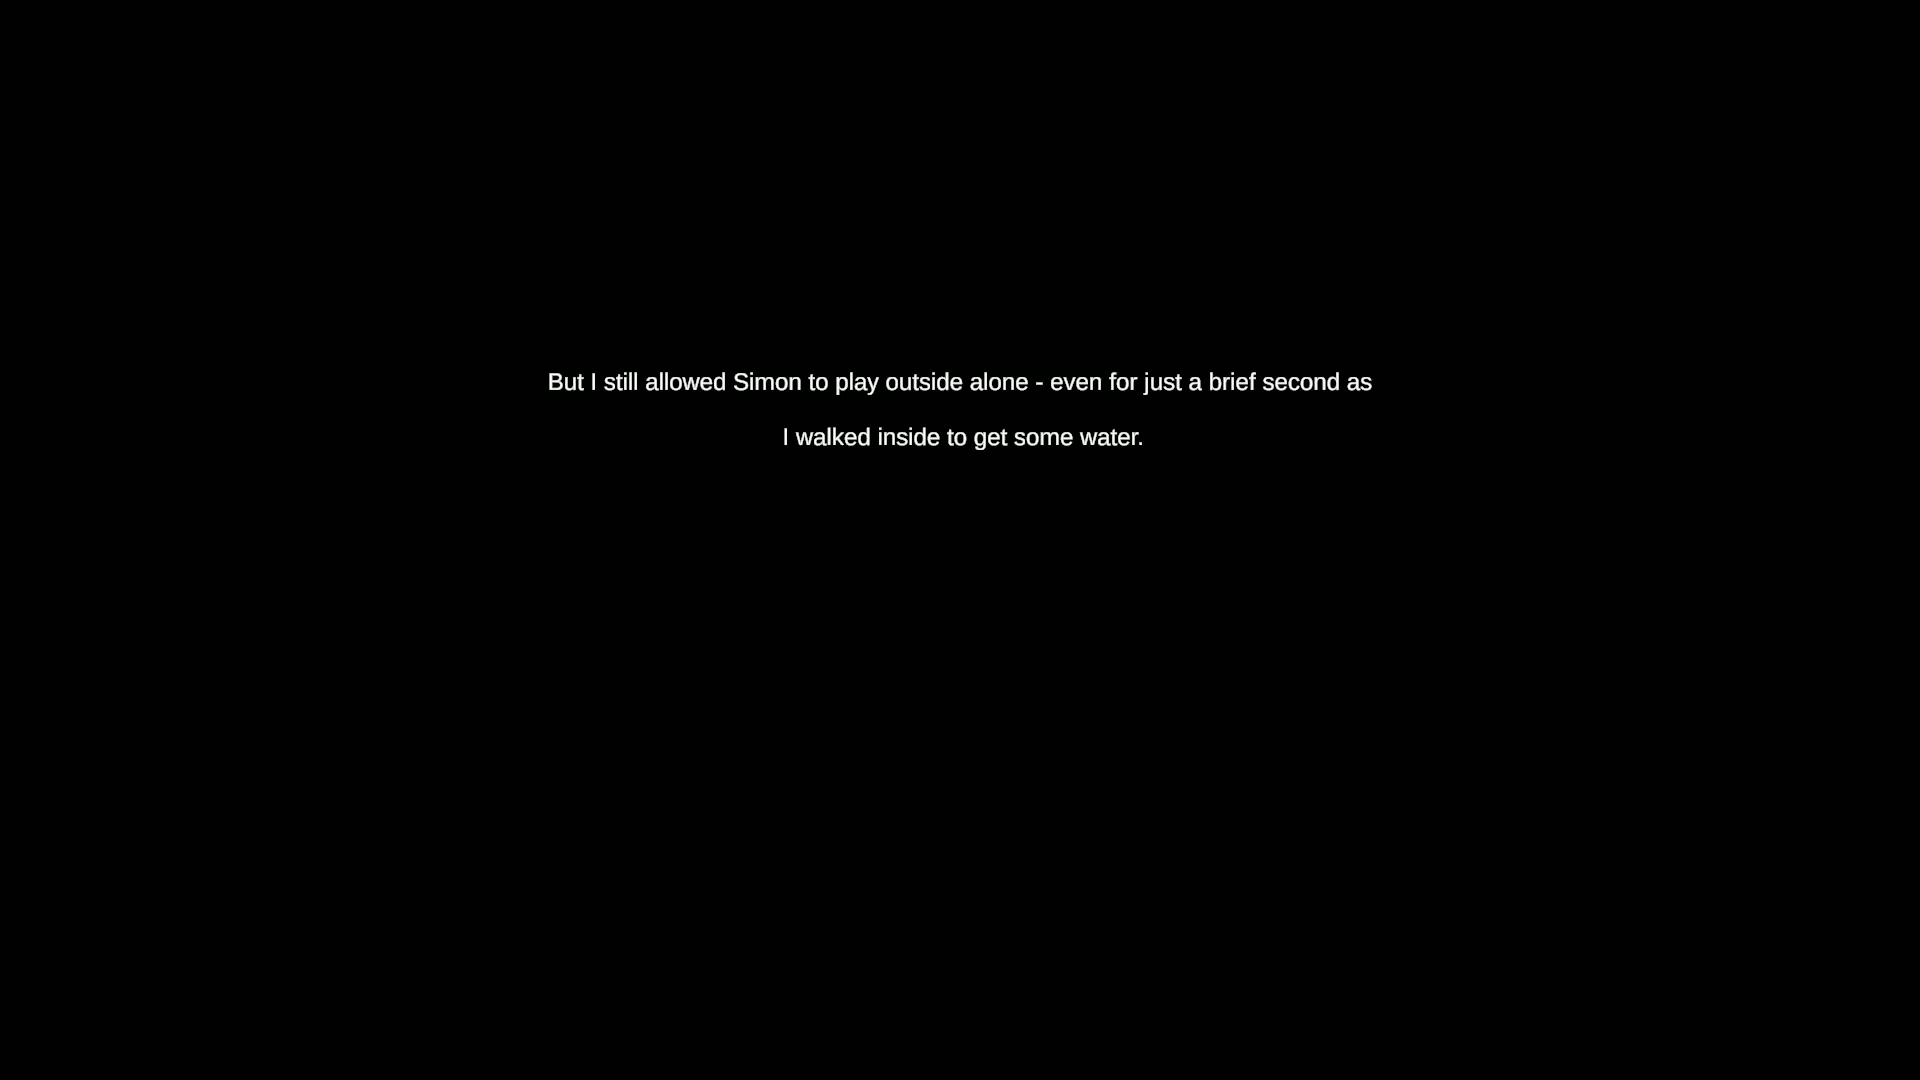 But I still allowed Simon to play outside alone - even for just a brief second as
I walked inside to get some water.